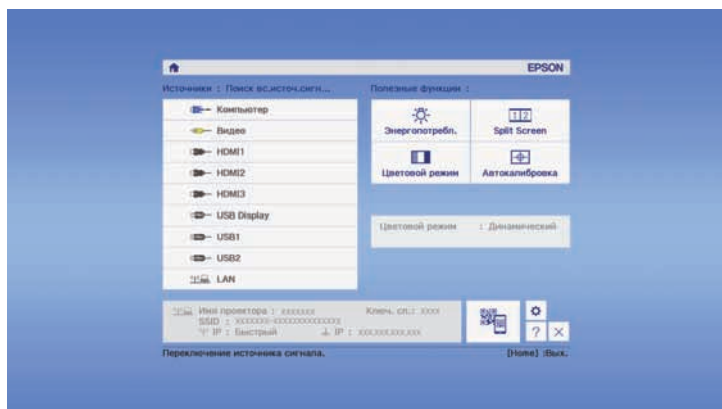 EPSON
Источники : Поиск вс.источ.сигн...
Полезные функции :
Компьютер
Видео
HDMI1
HDMI2
HDMI3
USB Display
USB1
USB2
LAN
Энергопотребл.
Split Screen
Цветовой режим
Автокалибровка
Цветовой режим : Динамический
Имя проектора : xxxxxxx Ключ. сл.: xxxx
SSID : xxxxxxx-xxxxxxxxxxxxxxx
IP : Быстрый IP : xxx.xxx.xxx.xxx
Переключение источника сигнала. [Home] :Вых.